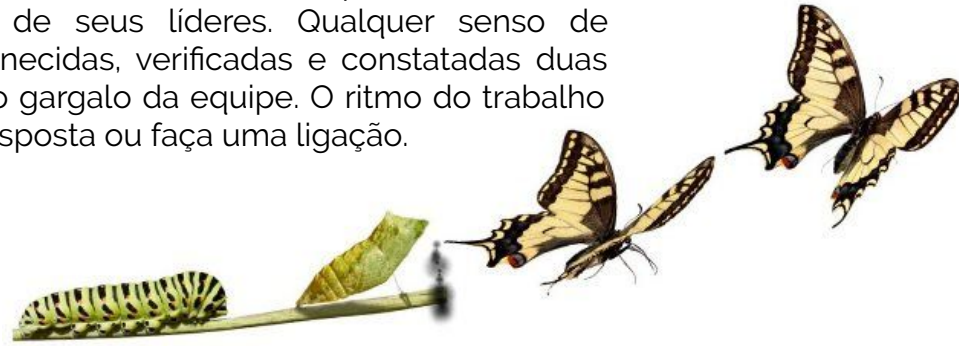 de seus líderes. Qualquer senso de
necidas, verificadas e constatadas duas
gargalo da equipe. O ritmo do trabalho
sposta ou faça uma ligação.